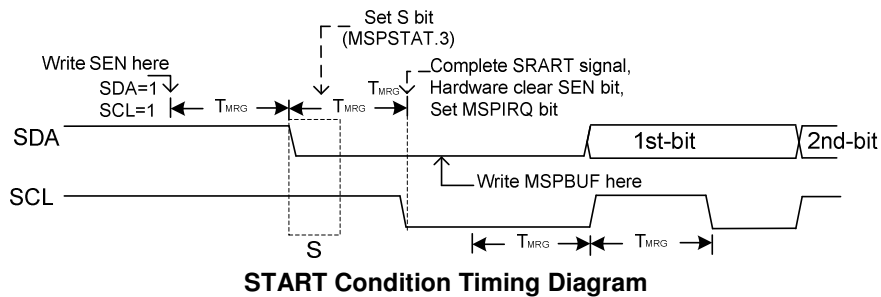 Set S bit
(MSPSTAT.3)
Write SEN here
SDA=1
SCL=1
TMRG
TMRG
TMRG
Complete SRART signal,
Hardware clear SEN bit,
Set MSPIRQ bit
SDA
1st-bit
2nd-bit
Write MSPBUF here
SCL
S
TMRG
TMRG
START Condition Timing Diagram